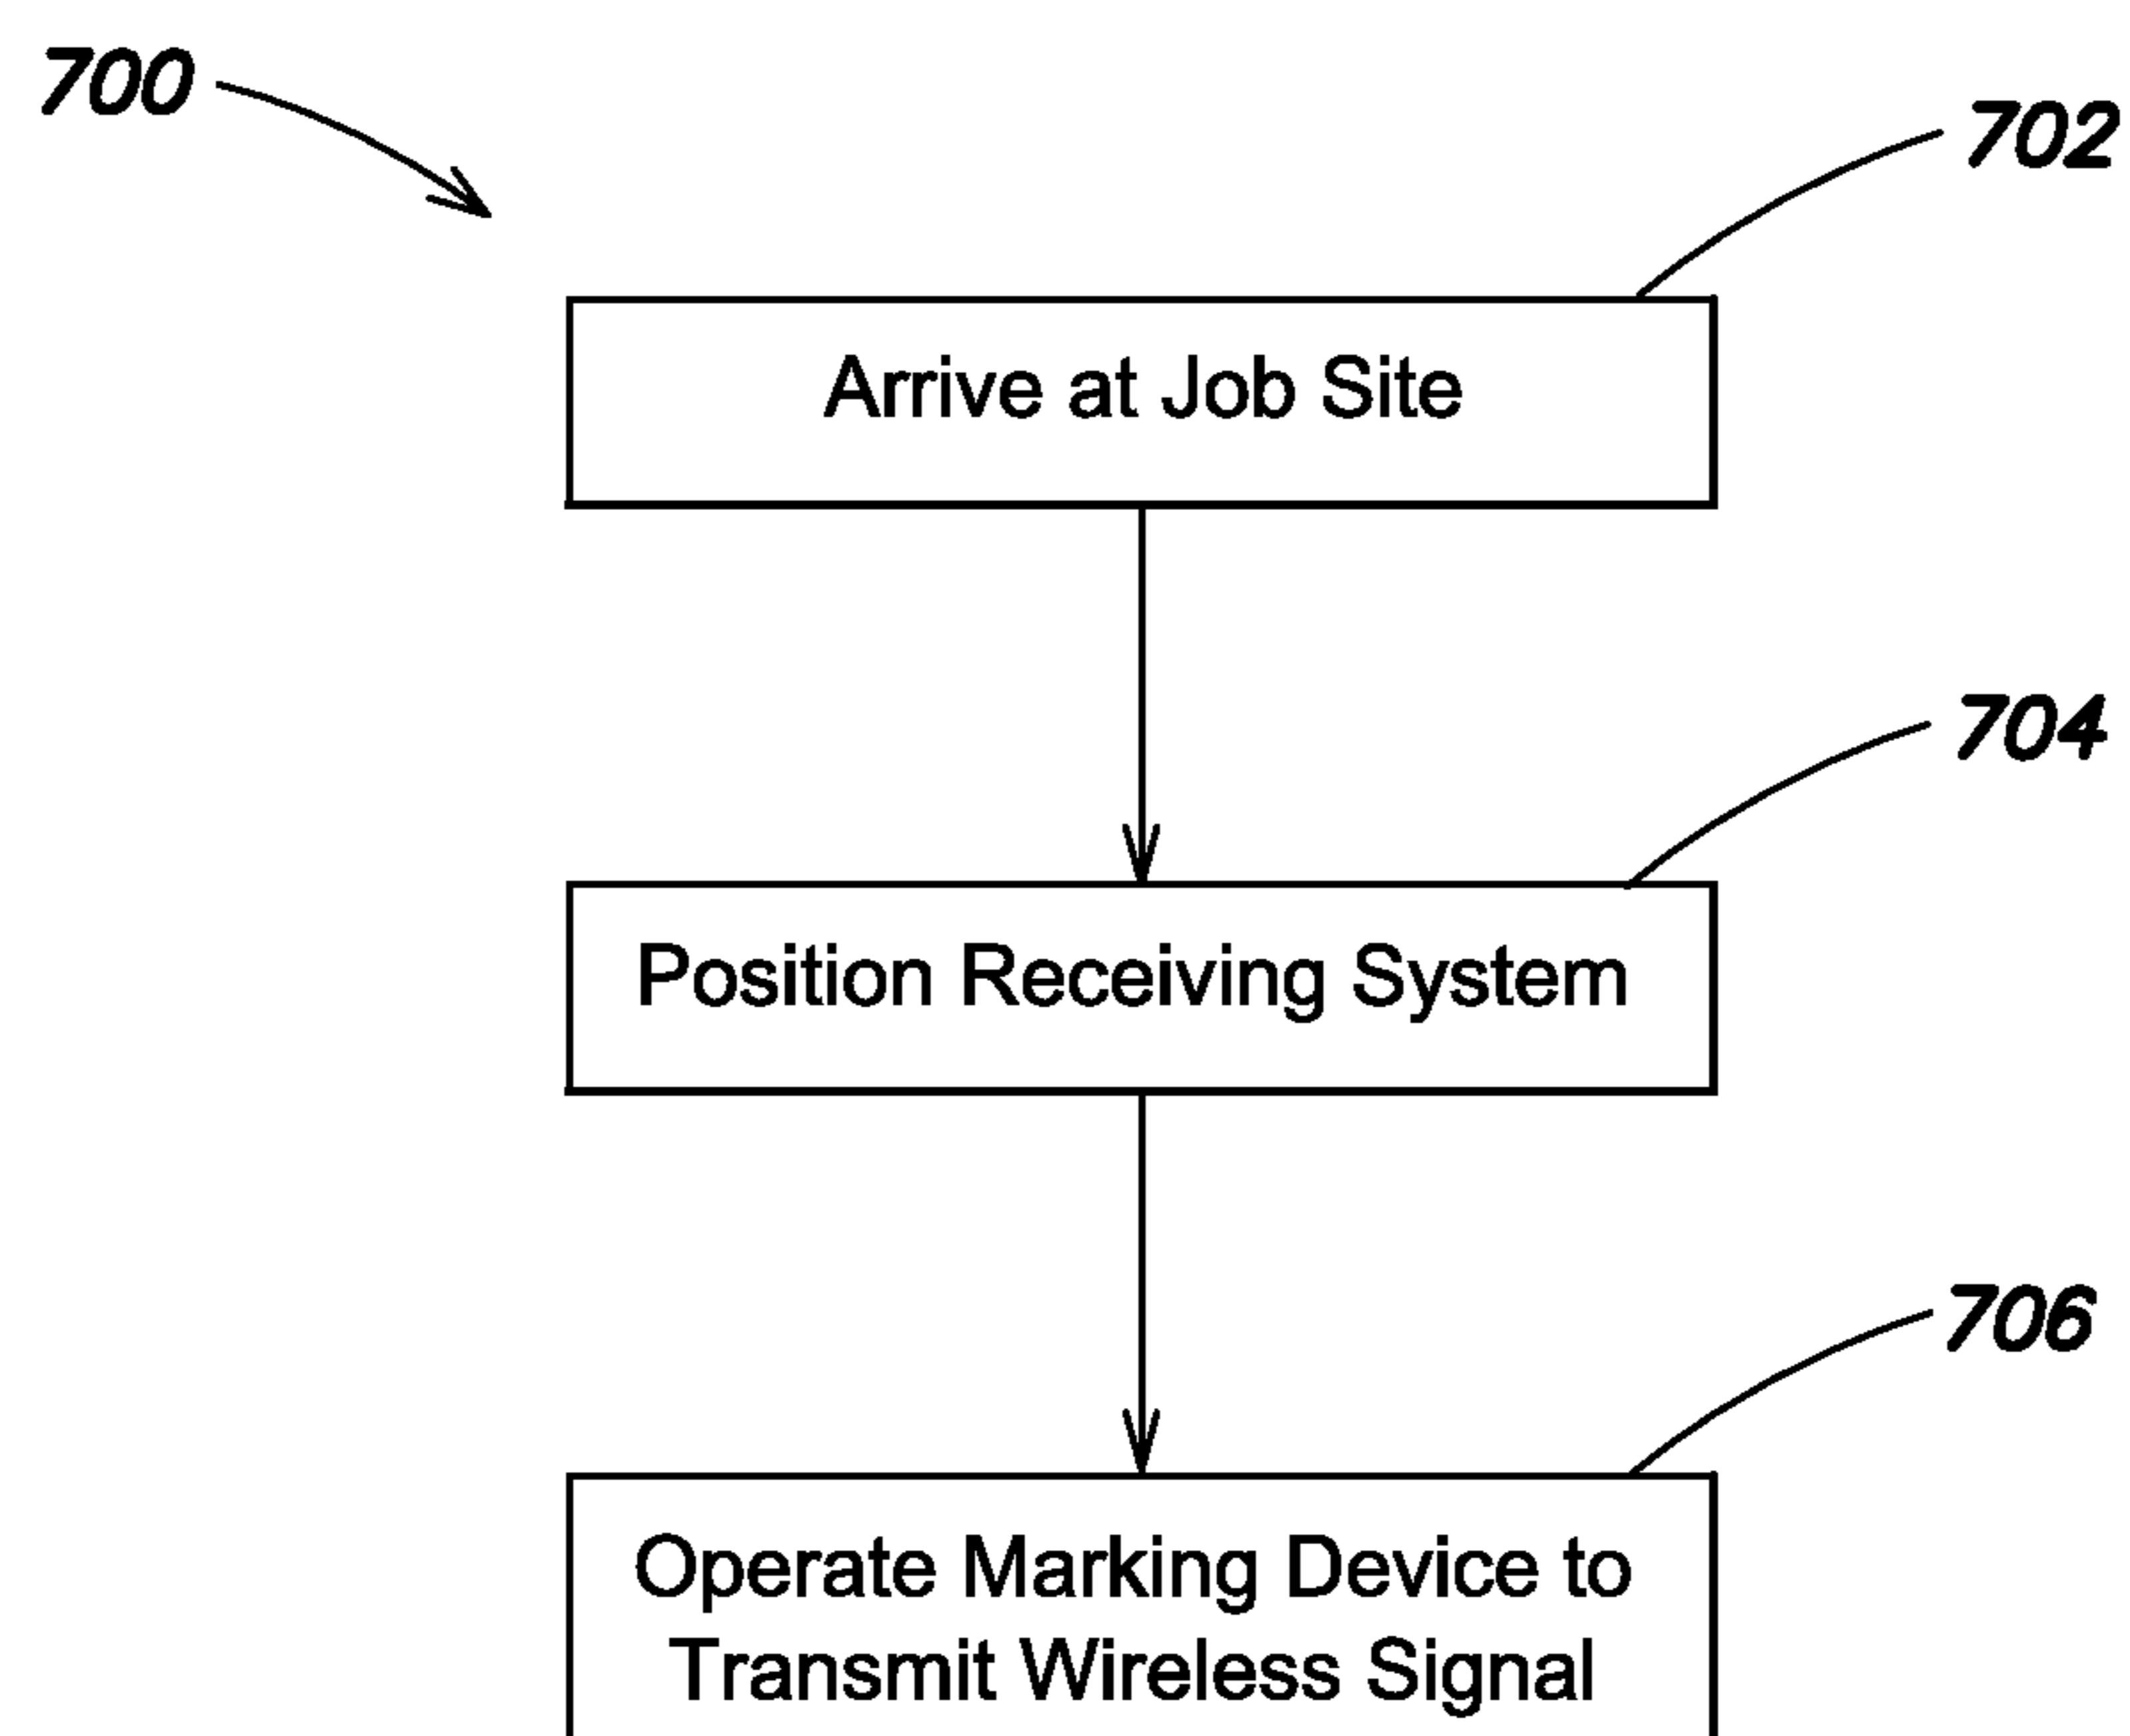 700
702
Arrive at Job Site
704
Position Receiving System
706
Operate Marking Device to
Transmit Wireless Signal